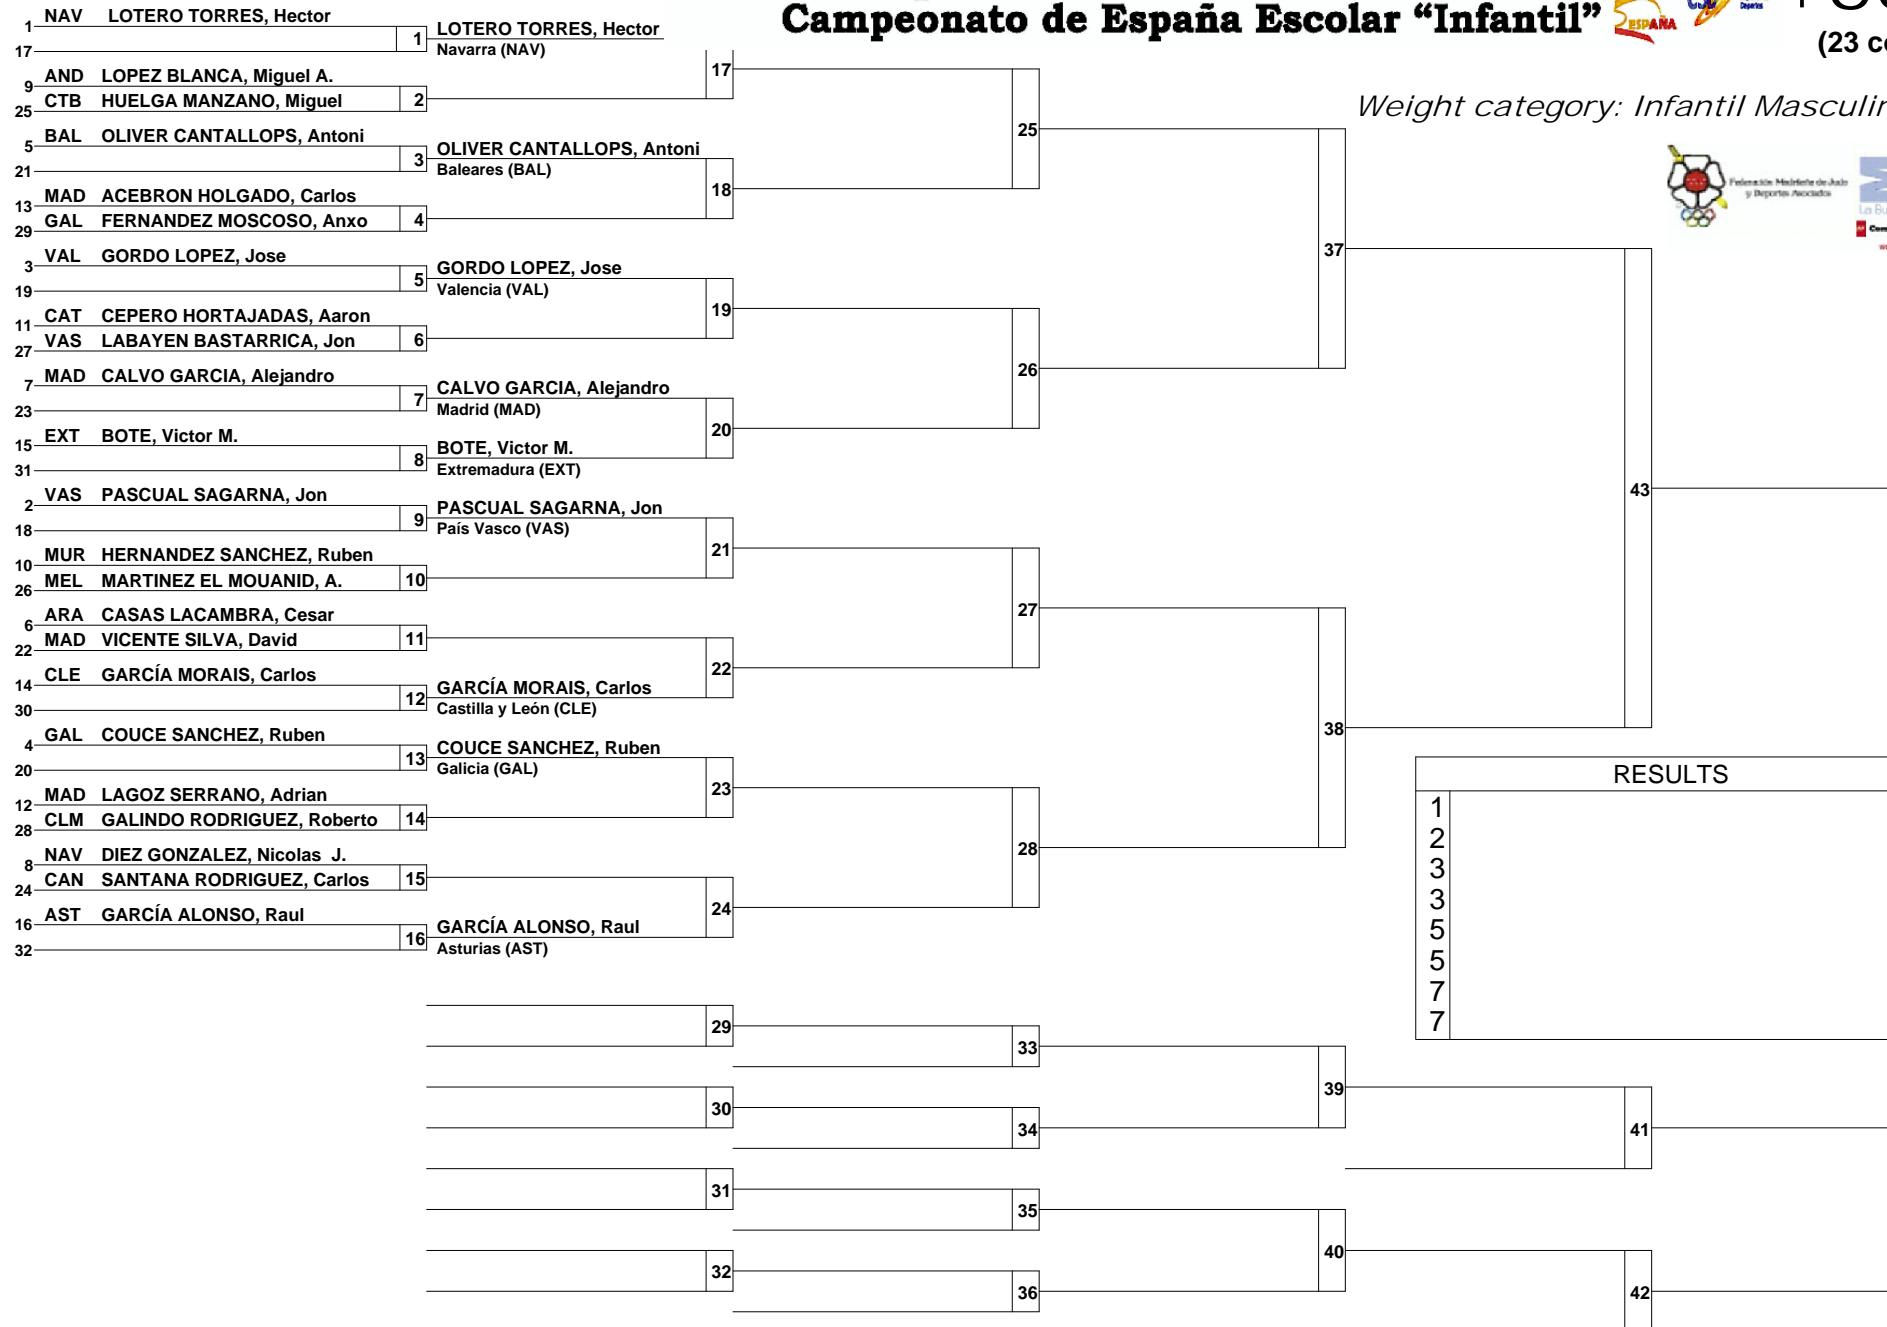 Campeonato de España Escolar “Infantil”
ESPAÑA
(23 c
Weight category: Infantil Masculin
Federación Madrileña de Judo
y Deportes Asociados
1 NAV LOTERO TORRES, Hector
17
1 LOTERO TORRES, Hector
Navarra (NAV)
9 AND LOPEZ BLANCA, Miguel A.
25 CTB HUELGA MANZANO, Miguel
2
17
5 BAL OLIVER CANTALLOPS, Antoni
21
3 OLIVER CANTALLOPS, Antoni
Baleares (BAL)
13 MAD ACEBRON HOLGADO, Carlos
29 GAL FERNANDEZ MOSCOSO, Anxo
4
18
25
3 VAL GORDO LOPEZ, Jose
19
5 GORDO LOPEZ, Jose
Valencia (VAL)
11 CAT CEPERO HORTAJADAS, Aaron
27 VAS LABAYEN BASTARRICA, Jon
6
19
7 MAD CALVO GARCIA, Alejandro
23
7 CALVO GARCIA, Alejandro
Madrid (MAD)
15 EXT BOTE, Victor M.
31
8 BOTE, Victor M.
Extremadura (EXT)
20
26
37
2 VAS PASCUAL SAGARNA, Jon
18
9 PASCUAL SAGARNA, Jon
País Vasco (VAS)
10 MUR HERNANDEZ SANCHEZ, Ruben
26 MEL MARTINEZ EL MOUANID, A.
10
21
6 ARA CASAS LACAMBRA, Cesar
22 MAD VICENTE SILVA, David
11
14 CLE GARCÍA MORAIS, Carlos
30
12 GARCÍA MORAIS, Carlos
Castilla y León (CLE)
22
27
4 GAL COUCE SANCHEZ, Ruben
20
13 COUCE SANCHEZ, Ruben
Galicia (GAL)
12 MAD LAGOZ SERRANO, Adrian
28 CLM GALINDO RODRIGUEZ, Roberto
14
23
8 NAV DIEZ GONZALEZ, Nicolas J.
24 CAN SANTANA RODRIGUEZ, Carlos
15
16 AST GARCÍA ALONSO, Raul
32
16 GARCÍA ALONSO, Raul
Asturias (AST)
24
28
38
43
RESULTS
1
2
3
3
5
5
7
7
29
33
30
34
39
41
31
35
32
36
40
42